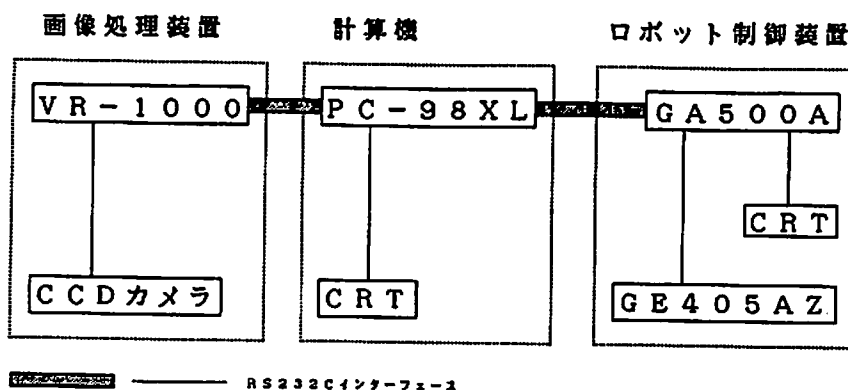 画像処理装置 計算機 ロボット制御装置
VR-1000 PC-98XL GA500A
CRT
CCDカメラ CRT GE405AZ
RS232Cインターフェース